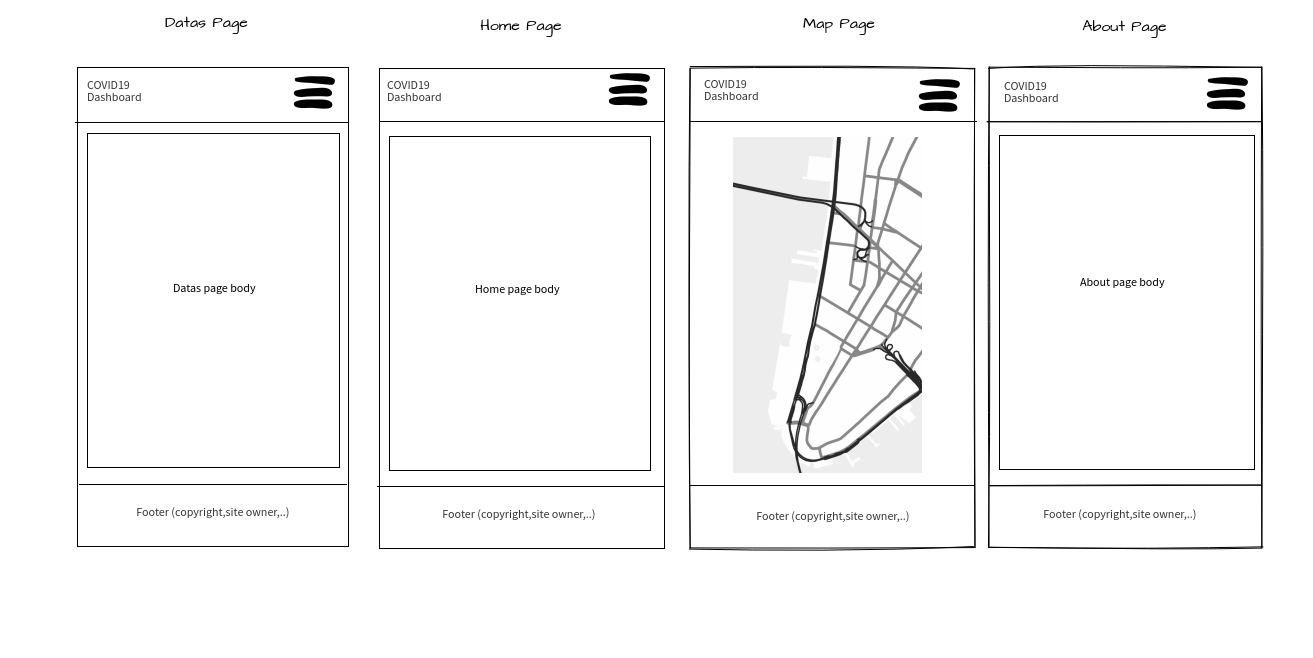 Datas Page
Home Page
Map Page
About Page
COVID19
Dashboard
COVID19
Dashboard
COVID19
Dashboard
COVID19
Dashboard
Datas page body
Home page body
About page body
Footer (copyright,site owner,..)
Footer (copyright,site owner,..)
Footer (copyright,site owner,..)
Footer (copyright,site owner,..)